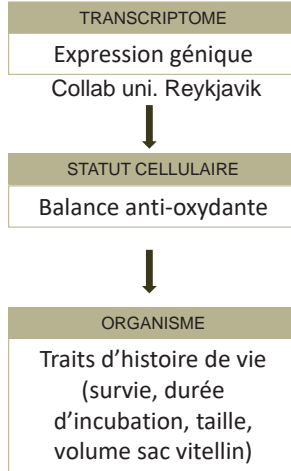 TRANSCRIPTOME
Expression génique
Collab uni. Reykjavik
STATUT CELLULAIRE
Balance anti-oxydante
ORGANISME
Traits d’histoire de vie
(survie, durée
d’incubation, taille,
volume sac vitellin)